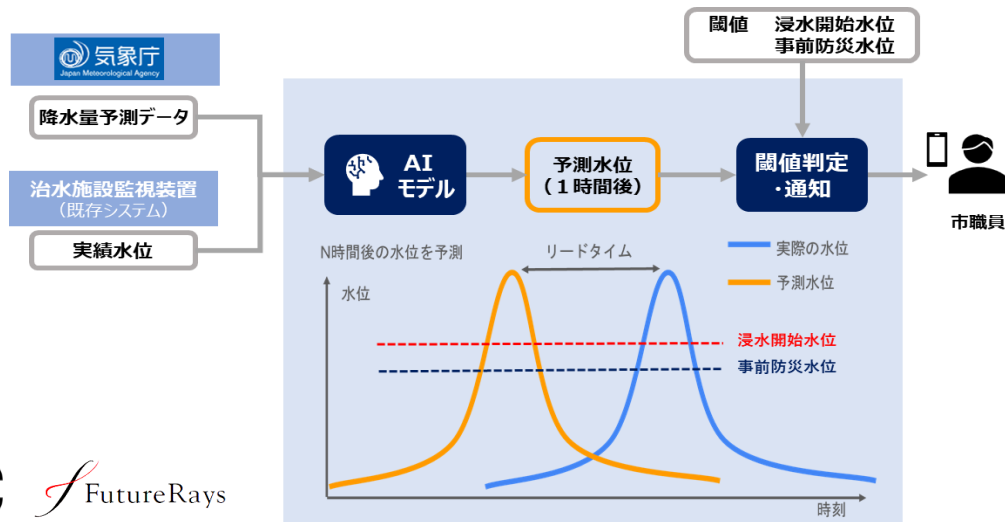 気象庁
Japan Meteorological Agency
降水量予測データ
治水施設監視装置
(既存システム)
実績水位
AI
モデル
予測水位
(1時間後)
閾値 浸水開始水位
事前防災水位
閾値判定
・通知
市職員
N時間後の水位を予測
リードタイム
実際の水位
予測水位
水位
浸水開始水位
事前防災水位
時刻
FutureRays